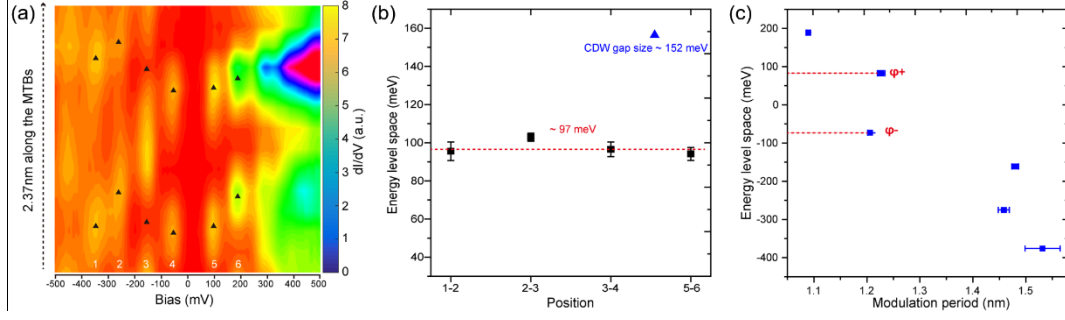 (a)
2.37nm along the MTBs
1 2 3 4 5 6
-500 -400 -300 -200 -100 0 100 200 300 400 500
Bias (mV)
8
7
6
5
4
3
2
1
0
dI/dV (a.u.)
(b)
Energy level space (meV)
160
140
120
100
80
60
40
CDW gap size ~ 152 meV
~ 97 meV
1-2 2-3 3-4 5-6
Position
(c)
Energy level space (meV)
200
100
0
-100
-200
-300
-400
φ+
φ-
1.1 1.2 1.3 1.4 1.5
Modulation period (nm)